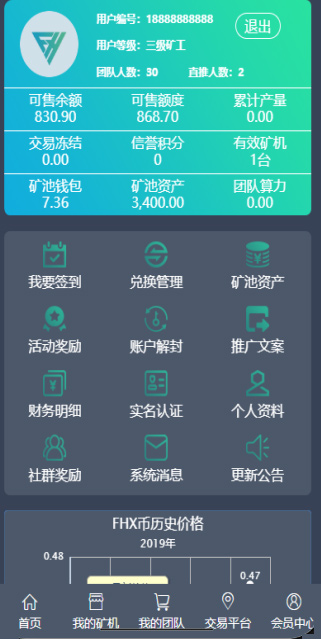 用户编号：18888888888
退出
用户等级：三级矿工
团队人数：30 直推人数：2
可售余额 可售额度 累计产量
830.90 868.70 0.00
交易冻结 信誉积分 有效矿机
0.00 0 1台
矿池钱包 矿池资产 团队算力
7.36 3,400.00 0.00
我要签到 兑换管理 矿池资产
活动奖励 账户解封 推广文案
财务明细 实名认证 个人资料
社群奖励 系统消息 更新公告
FHX币历史价格
2019年
0.48
0.47
首页 我的矿机 我的团队 交易平台 会员中心